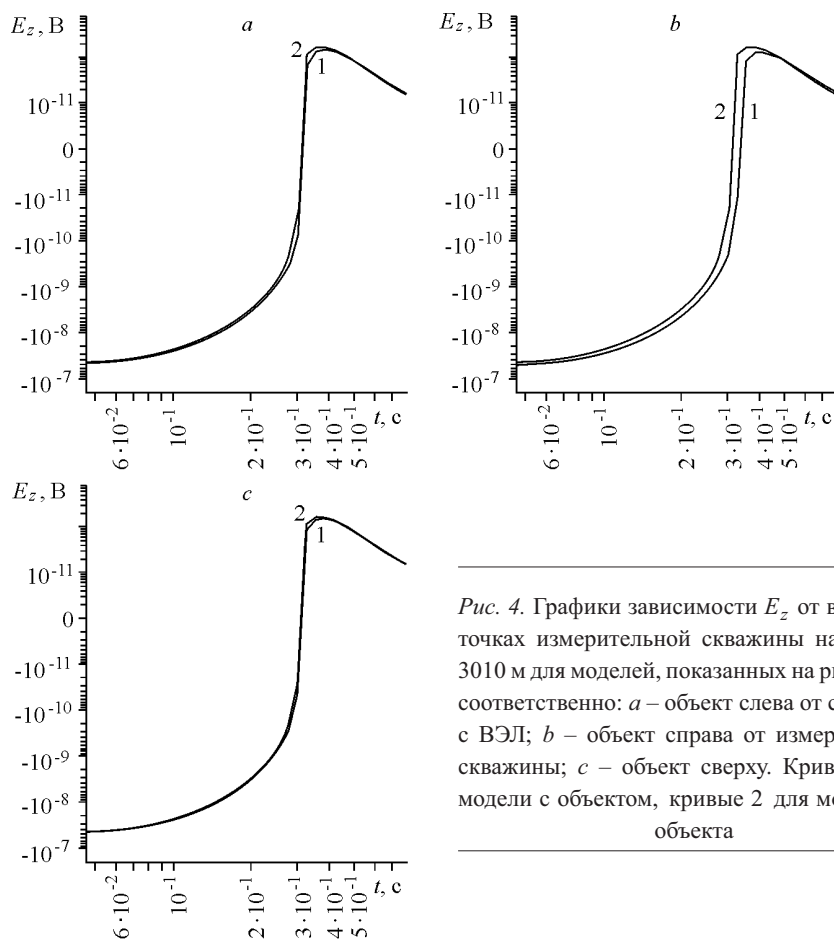 E_z, В
a
2
1
10⁻¹¹
0
-10⁻¹¹
-10⁻¹⁰
-10⁻⁹
-10⁻⁸
-10⁻⁷
6·10⁻²
10⁻¹
2·10⁻¹
3·10⁻¹
4·10⁻¹
5·10⁻¹
t, с
E_z, В
b
2
1
10⁻¹¹
0
-10⁻¹¹
-10⁻¹⁰
-10⁻⁹
-10⁻⁸
-10⁻⁷
6·10⁻²
10⁻¹
2·10⁻¹
3·10⁻¹
4·10⁻¹
5·10⁻¹
t, с
E_z, В
c
2
1
10⁻¹¹
0
-10⁻¹¹
-10⁻¹⁰
-10⁻⁹
-10⁻⁸
-10⁻⁷
6·10⁻²
10⁻¹
2·10⁻¹
3·10⁻¹
4·10⁻¹
5·10⁻¹
t, с
Рис. 4. Графики зависимости E_z от в
точках измерительной скважины на
3010 м для моделей, показанных на
соответственно: a – объект слева от с
с ВЭЛ; b – объект справа от измер
скважины; c – объект сверху. Крив
модели с объектом, кривые 2 для
объекта